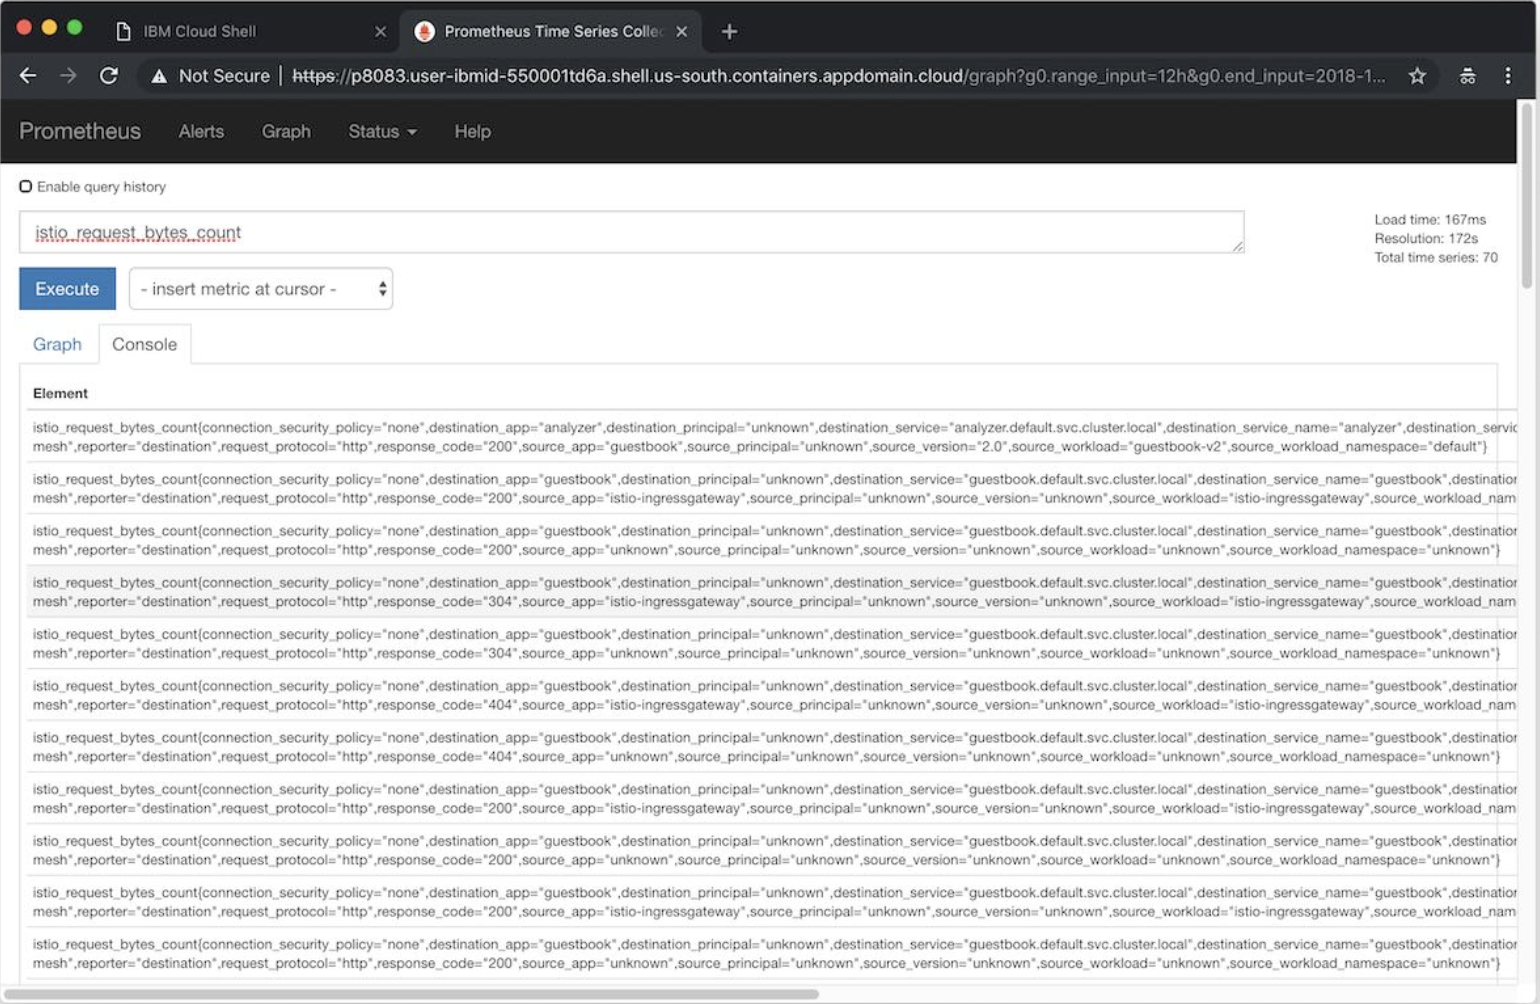 IBM Cloud Shell
Prometheus Time Series Collec
Not Secure | https://p8083.user-ibmid-550001td6a.shell.us-south.containers.appdomain.cloud/graph?g0.range_input=12h&g0.end_input=2018-1...
Prometheus Alerts Graph Status Help
Enable query history
istio_request_bytes_count
Load time: 167ms
Resolution: 172s
Total time series: 70
Execute - insert metric at cursor -
Graph Console
Element
istio_request_bytes_count{connection_security_policy="none",destination_app="analyzer",destination_principal="unknown",destination_service="analyzer.default.svc.cluster.local",destination_service_name="analyzer",destination_servic
mesh",reporter="destination",request_protocol="http",response_code="200",source_app="guestbook",source_principal="unknown",source_version="2.0",source_workload="guestbook-v2",source_workload_namespace="default"}
istio_request_bytes_count{connection_security_policy="none",destination_app="guestbook",destination_principal="unknown",destination_service="guestbook.default.svc.cluster.local",destination_service_name="guestbook",destination
mesh",reporter="destination",request_protocol="http",response_code="200",source_app="istio-ingressgateway",source_principal="unknown",source_version="unknown",source_workload="istio-ingressgateway",source_workload_nam
istio_request_bytes_count{connection_security_policy="none",destination_app="guestbook",destination_principal="unknown",destination_service="guestbook.default.svc.cluster.local",destination_service_name="guestbook",destination
mesh",reporter="destination",request_protocol="http",response_code="200",source_app="unknown",source_principal="unknown",source_version="unknown",source_workload="unknown",source_workload_namespace="unknown"}
istio_request_bytes_count{connection_security_policy="none",destination_app="guestbook",destination_principal="unknown",destination_service="guestbook.default.svc.cluster.local",destination_service_name="guestbook",destination
mesh",reporter="destination",request_protocol="http",response_code="304",source_app="istio-ingressgateway",source_principal="unknown",source_version="unknown",source_workload="istio-ingressgateway",source_workload_nam
istio_request_bytes_count{connection_security_policy="none",destination_app="guestbook",destination_principal="unknown",destination_service="guestbook.default.svc.cluster.local",destination_service_name="guestbook",destination
mesh",reporter="destination",request_protocol="http",response_code="304",source_app="unknown",source_principal="unknown",source_version="unknown",source_workload="unknown",source_workload_namespace="unknown"}
istio_request_bytes_count{connection_security_policy="none",destination_app="guestbook",destination_principal="unknown",destination_service="guestbook.default.svc.cluster.local",destination_service_name="guestbook",destination
mesh",reporter="destination",request_protocol="http",response_code="404",source_app="istio-ingressgateway",source_principal="unknown",source_version="unknown",source_workload="istio-ingressgateway",source_workload_nam
istio_request_bytes_count{connection_security_policy="none",destination_app="guestbook",destination_principal="unknown",destination_service="guestbook.default.svc.cluster.local",destination_service_name="guestbook",destination
mesh",reporter="destination",request_protocol="http",response_code="404",source_app="unknown",source_principal="unknown",source_version="unknown",source_workload="unknown",source_workload_namespace="unknown"}
istio_request_bytes_count{connection_security_policy="none",destination_app="guestbook",destination_principal="unknown",destination_service="guestbook.default.svc.cluster.local",destination_service_name="guestbook",destination
mesh",reporter="destination",request_protocol="http",response_code="200",source_app="istio-ingressgateway",source_principal="unknown",source_version="unknown",source_workload="istio-ingressgateway",source_workload_nam
istio_request_bytes_count{connection_security_policy="none",destination_app="guestbook",destination_principal="unknown",destination_service="guestbook.default.svc.cluster.local",destination_service_name="guestbook",destination
mesh",reporter="destination",request_protocol="http",response_code="200",source_app="unknown",source_principal="unknown",source_version="unknown",source_workload="unknown",source_workload_namespace="unknown"}
istio_request_bytes_count{connection_security_policy="none",destination_app="guestbook",destination_principal="unknown",destination_service="guestbook.default.svc.cluster.local",destination_service_name="guestbook",destination
mesh",reporter="destination",request_protocol="http",response_code="200",source_app="istio-ingressgateway",source_principal="unknown",source_version="unknown",source_workload="istio-ingressgateway",source_workload_nam
istio_request_bytes_count{connection_security_policy="none",destination_app="guestbook",destination_principal="unknown",destination_service="guestbook.default.svc.cluster.local",destination_service_name="guestbook",destination
mesh",reporter="destination",request_protocol="http",response_code="200",source_app="unknown",source_principal="unknown",source_version="unknown",source_workload="unknown",source_workload_namespace="unknown"}